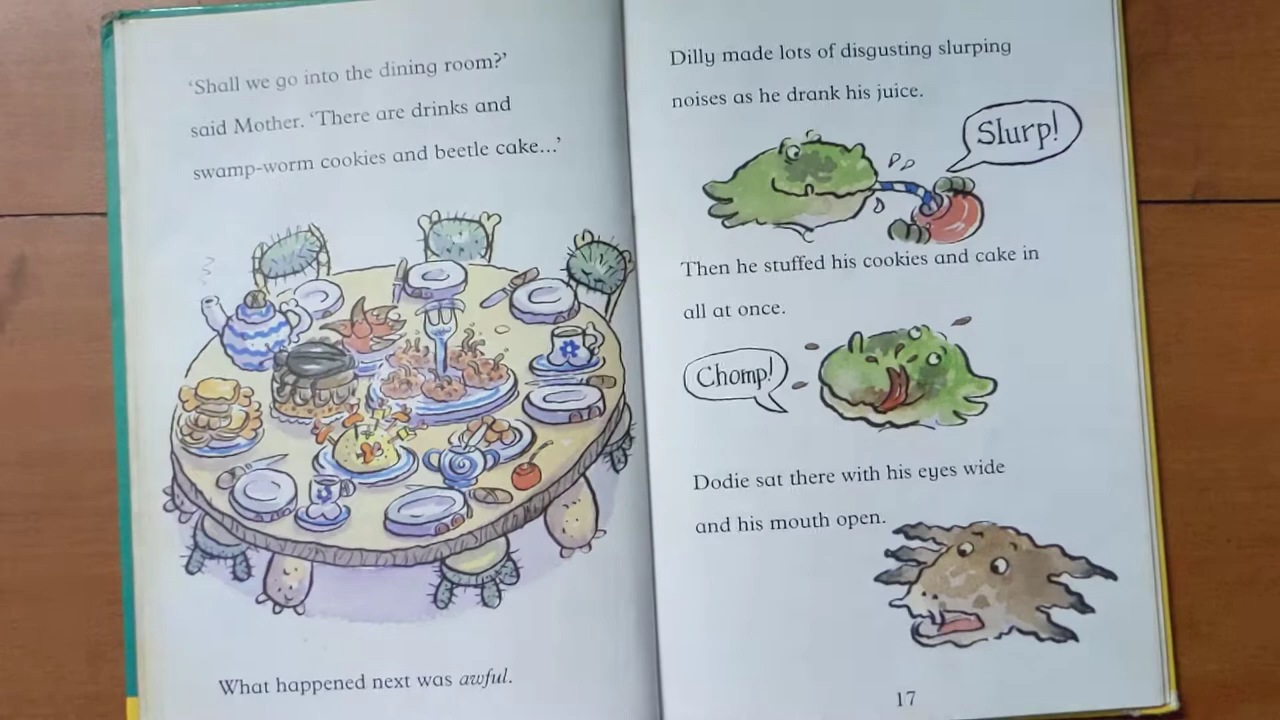 ‘Shall we go into the dining room?’
said Mother. ‘There are drinks and
swamp-worm cookies and beetle cake...’
What happened next was awful.
Dilly made lots of disgusting slurping
noises as he drank his juice.
Slurp!
Then he stuffed his cookies and cake in
all at once.
Chomp!
Dodie sat there with his eyes wide
and his mouth open.
17